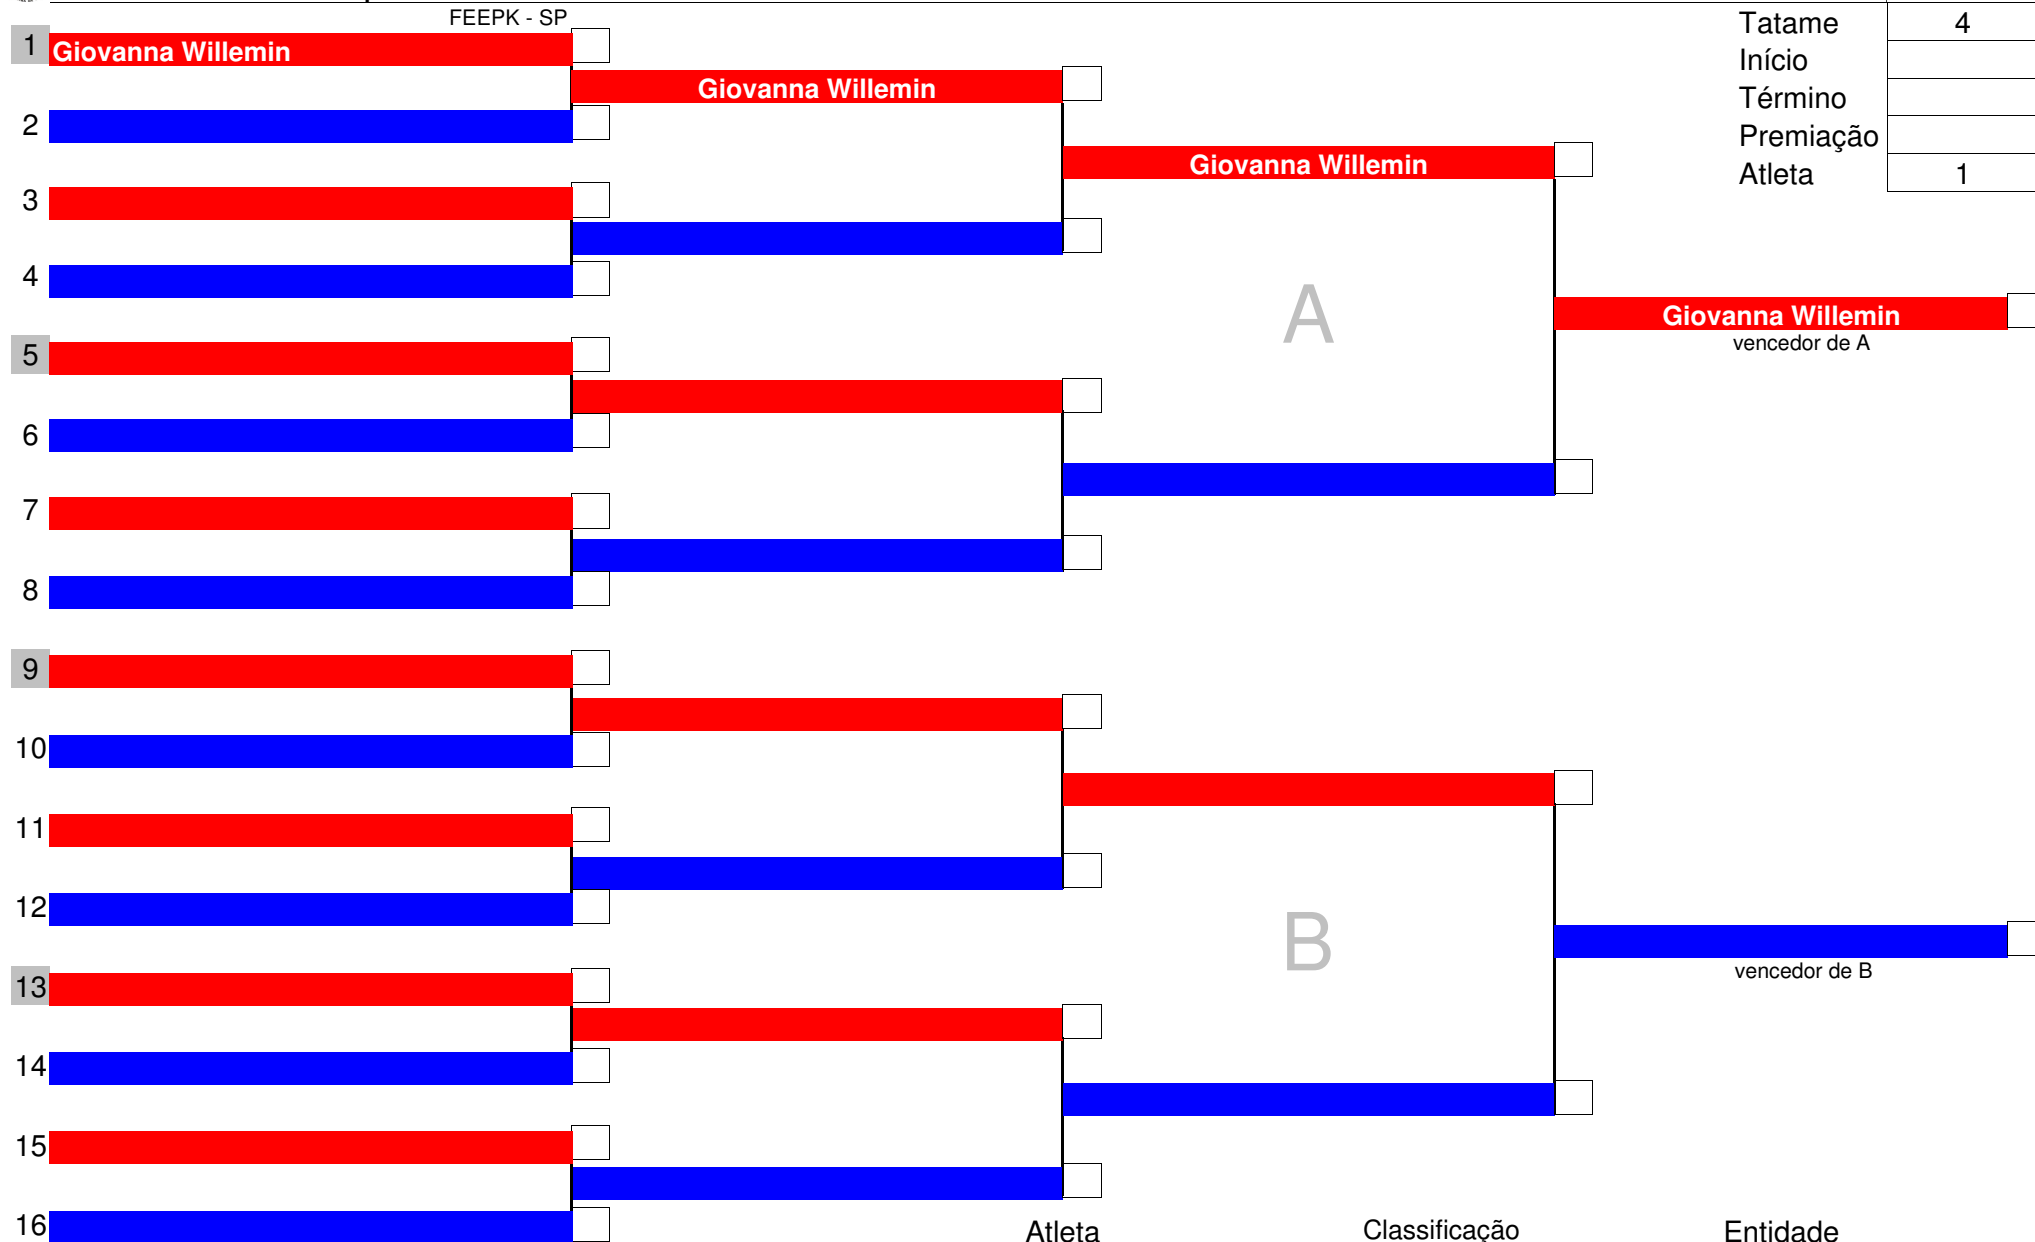 FEEPK - SP
Tatame 4
1 Giovanna Willemin
Início
Giovanna Willemin
Término
2
Premiação
Giovanna Willemin
Atleta 1
3
4
A
Giovanna Willemin
vencedor de A
5
6
7
8
9
10
11
12
B
vencedor de B
13
14
15
16
Atleta Classificação Entidade